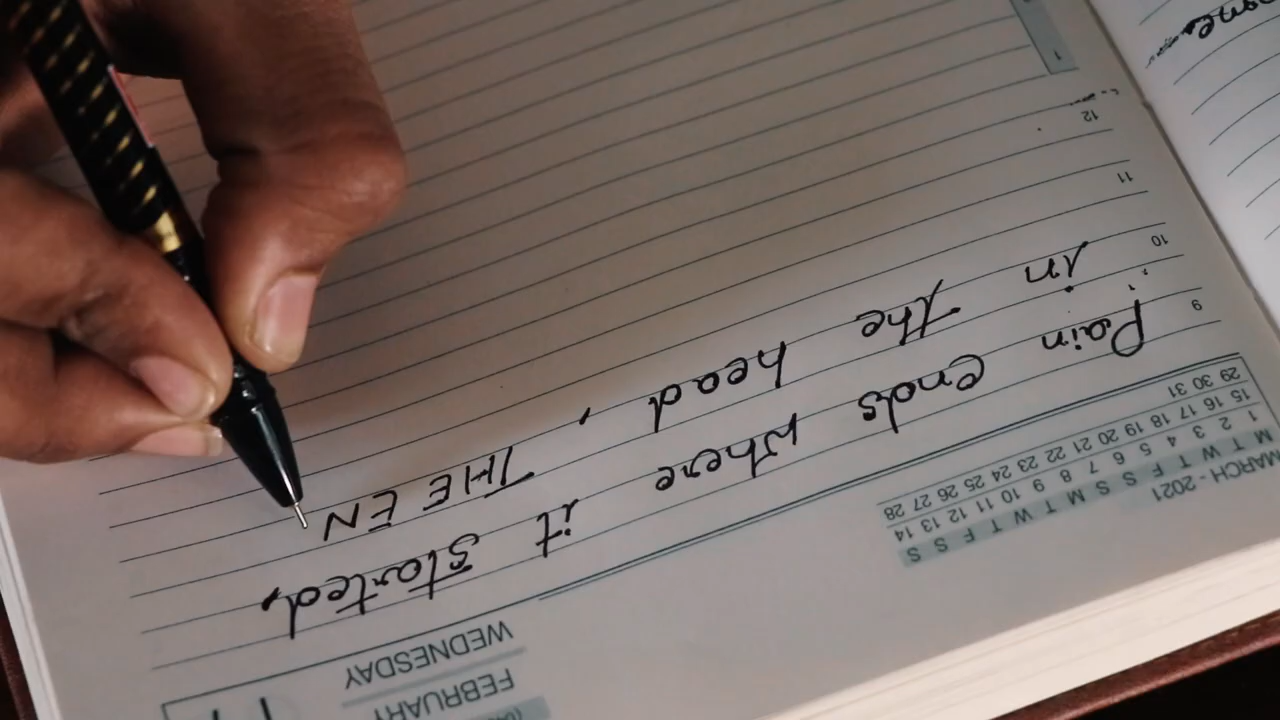 FEBRUARY
WEDNESDAY
MARCH - 2021
M T W T F S S M T W T F S S
1 2 3 4 5 6 7 8 9 10 11 12 13 14
15 16 17 18 19 20 21 22 23 24 25 26 27 28
29 30 31
9
Pain ends where it started,
10
in the head, THE EN
11
12
1